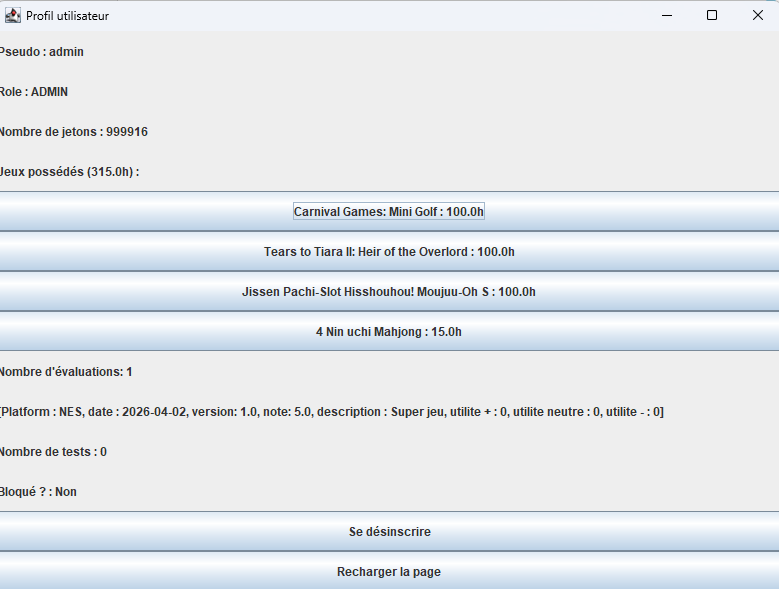 Profil utilisateur
Pseudo : admin
Role : ADMIN
Nombre de jetons : 999916
Jeux possédés (315.0h) :
Carnival Games: Mini Golf : 100.0h
Tears to Tiara II: Heir of the Overlord : 100.0h
Jissen Pachi-Slot Hisshouhou! Moujuu-Oh S : 100.0h
4 Nin uchi Mahjong : 15.0h
Nombre d'évaluations: 1
[Platform : NES, date : 2026-04-02, version: 1.0, note: 5.0, description : Super jeu, utilite + : 0, utilite neutre : 0, utilite - : 0]
Nombre de tests : 0
Bloqué ? : Non
Se désinscrire
Recharger la page